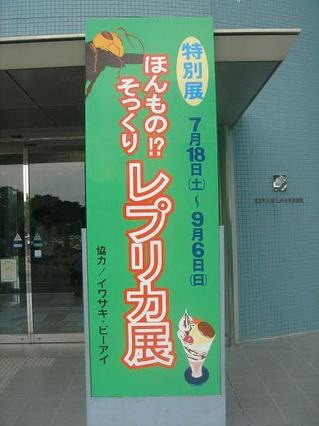 特別展
7月18日(土)～9月6日(日)
ほんもの!?
そっくり
レプリカ展
協力/イワサキ・ビーアイ